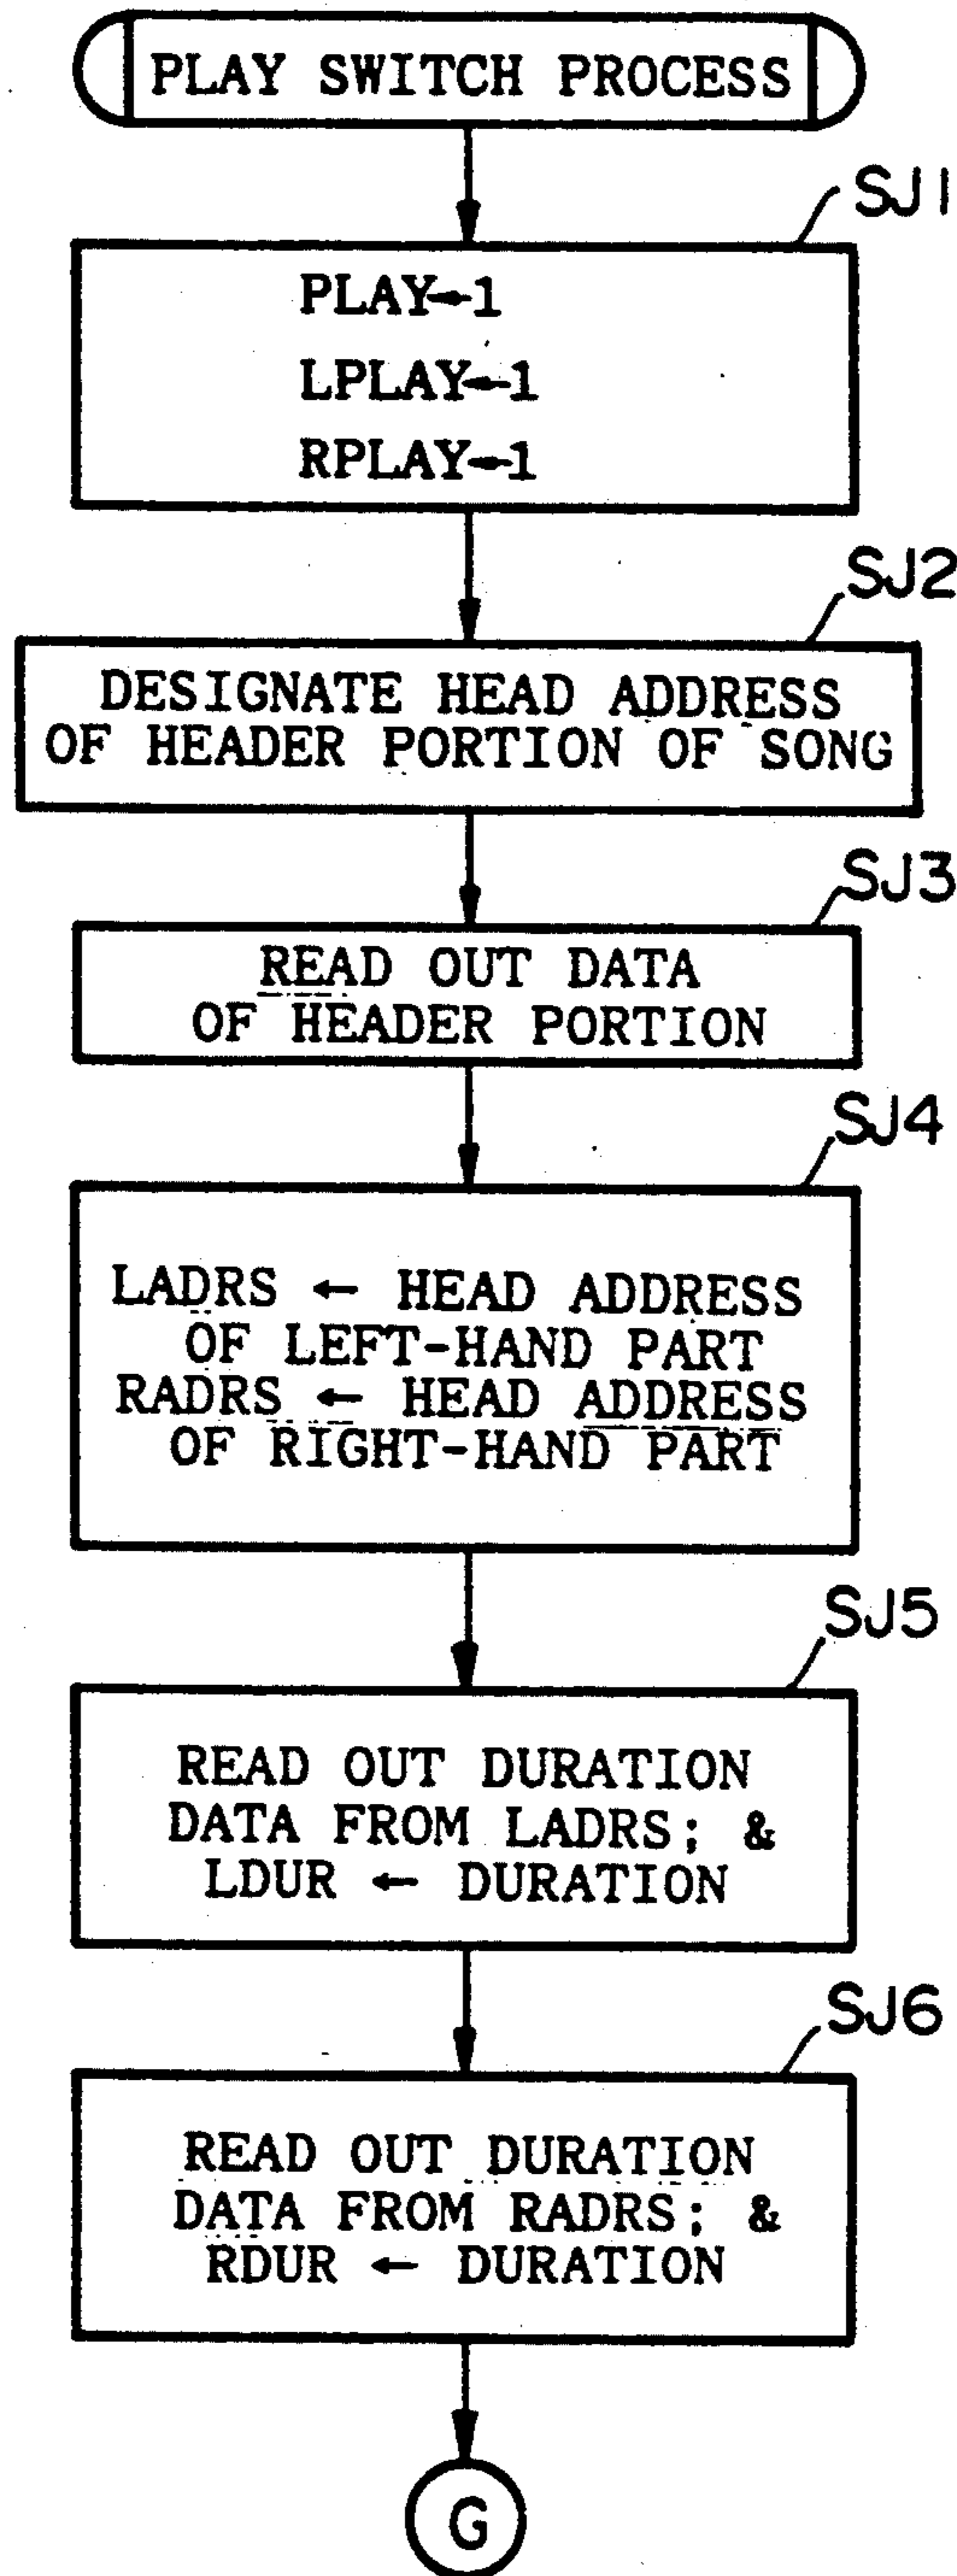 PLAY SWITCH PROCESS
SJ1
PLAY←1
LPLAY←1
RPLAY←1
SJ2
DESIGNATE HEAD ADDRESS
OF HEADER PORTION OF SONG
SJ3
READ OUT DATA
OF HEADER PORTION
SJ4
LADRS ← HEAD ADDRESS
OF LEFT-HAND PART
RADRS ← HEAD ADDRESS
OF RIGHT-HAND PART
SJ5
READ OUT DURATION
DATA FROM LADRS; &
LDUR ← DURATION
SJ6
READ OUT DURATION
DATA FROM RADRS; &
RDUR ← DURATION
G